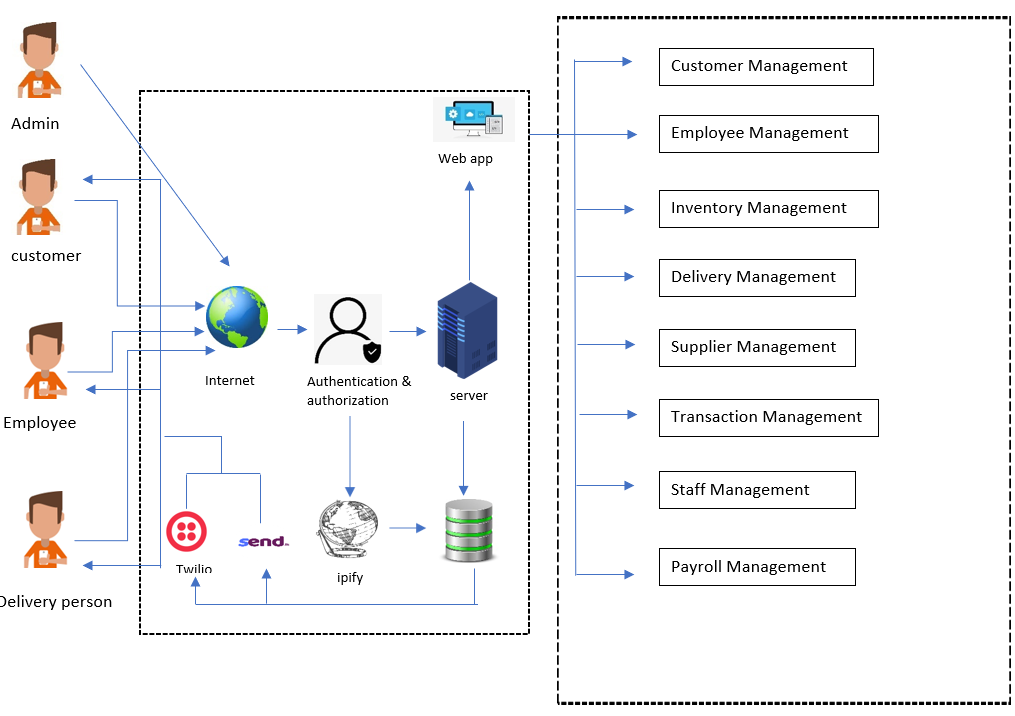 Admin
customer
Employee
Delivery person
Web app
Internet
Authentication &
authorization
server
Twilio
send
ipify
Customer Management
Employee Management
Inventory Management
Delivery Management
Supplier Management
Transaction Management
Staff Management
Payroll Management